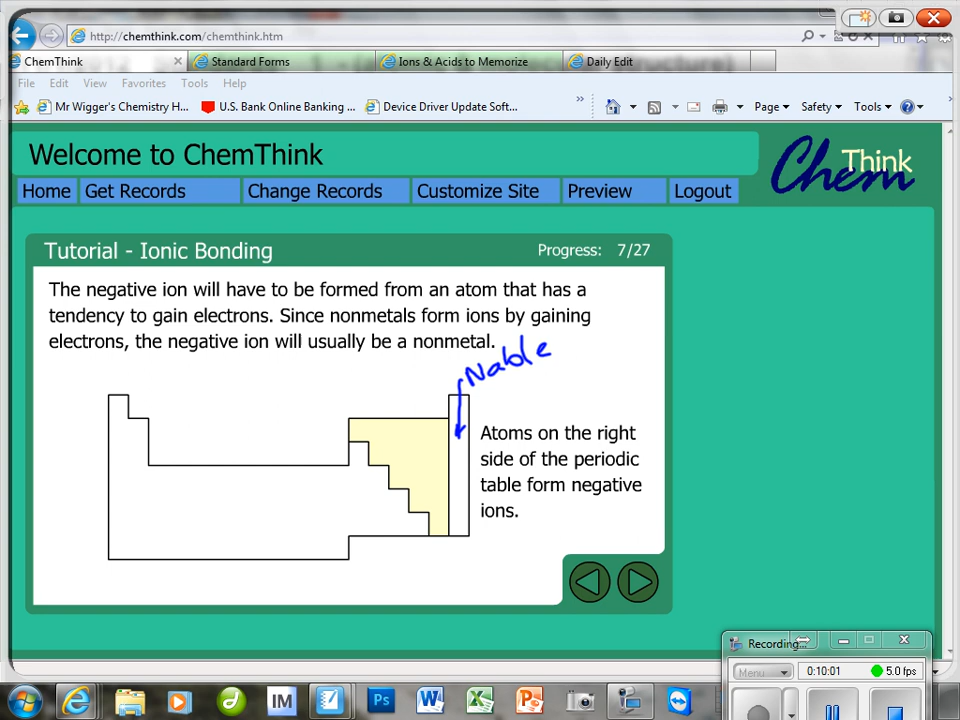 http://chemthink.com/chemthink.htm
ChemThink
Standard Forms
Ions & Acids to Memorize
Daily Edit
File Edit View Favorites Tools Help
Mr Wigger's Chemistry H...
U.S. Bank Online Banking ...
Device Driver Update Soft...
»
Page
Safety
Tools
Welcome to ChemThink
Chem Think
Home
Get Records
Change Records
Customize Site
Preview
Logout
Tutorial - Ionic Bonding
Progress: 7/27
The negative ion will have to be formed from an atom that has a
tendency to gain electrons. Since nonmetals form ions by gaining
electrons, the negative ion will usually be a nonmetal.
Noble
Atoms on the right
side of the periodic
table form negative
ions.
Recording...
Menu
0:10:01
5.0 fps
IM
Ps